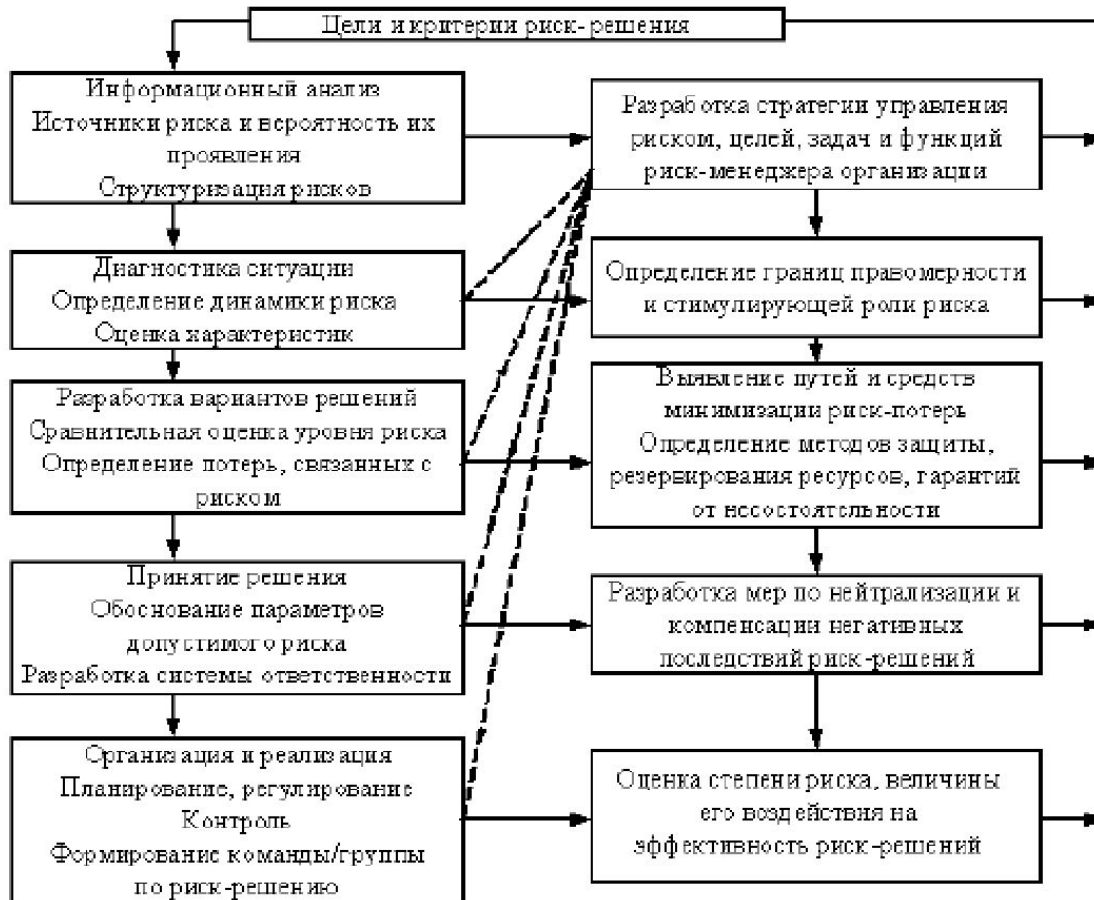 Цели и критерии риск-решения
Информационный анализ
Источники риска и вероятность их
проявления
Структуризация рисков
Диагностика ситуации
Определение динамики риска
Оценка характеристик
Разработка вариантов решений
Сравнительная оценка уровня риска
Определение потерь, связанных с
риском
Принятие решения
Обоснование параметров
допустимого риска
Разработка системы ответственности
Организация и реализация
Планирование, регулирование
Контроль
Формирование команды/группы
по риск-решению
Разработка стратегии управления
риском, целей, задач и функций
риск-менеджера организации
Определение границ правомерности
и стимулирующей роли риска
Выявление путей и средств
минимизации риск-потерь
Определение методов защиты,
резервирования ресурсов, гарантий
от несостоятельности
Разработка мер по нейтрализации и
компенсации негативных
последствий риск-решений
Оценка степени риска, величины
его воздействия на
эффективность риск-решений